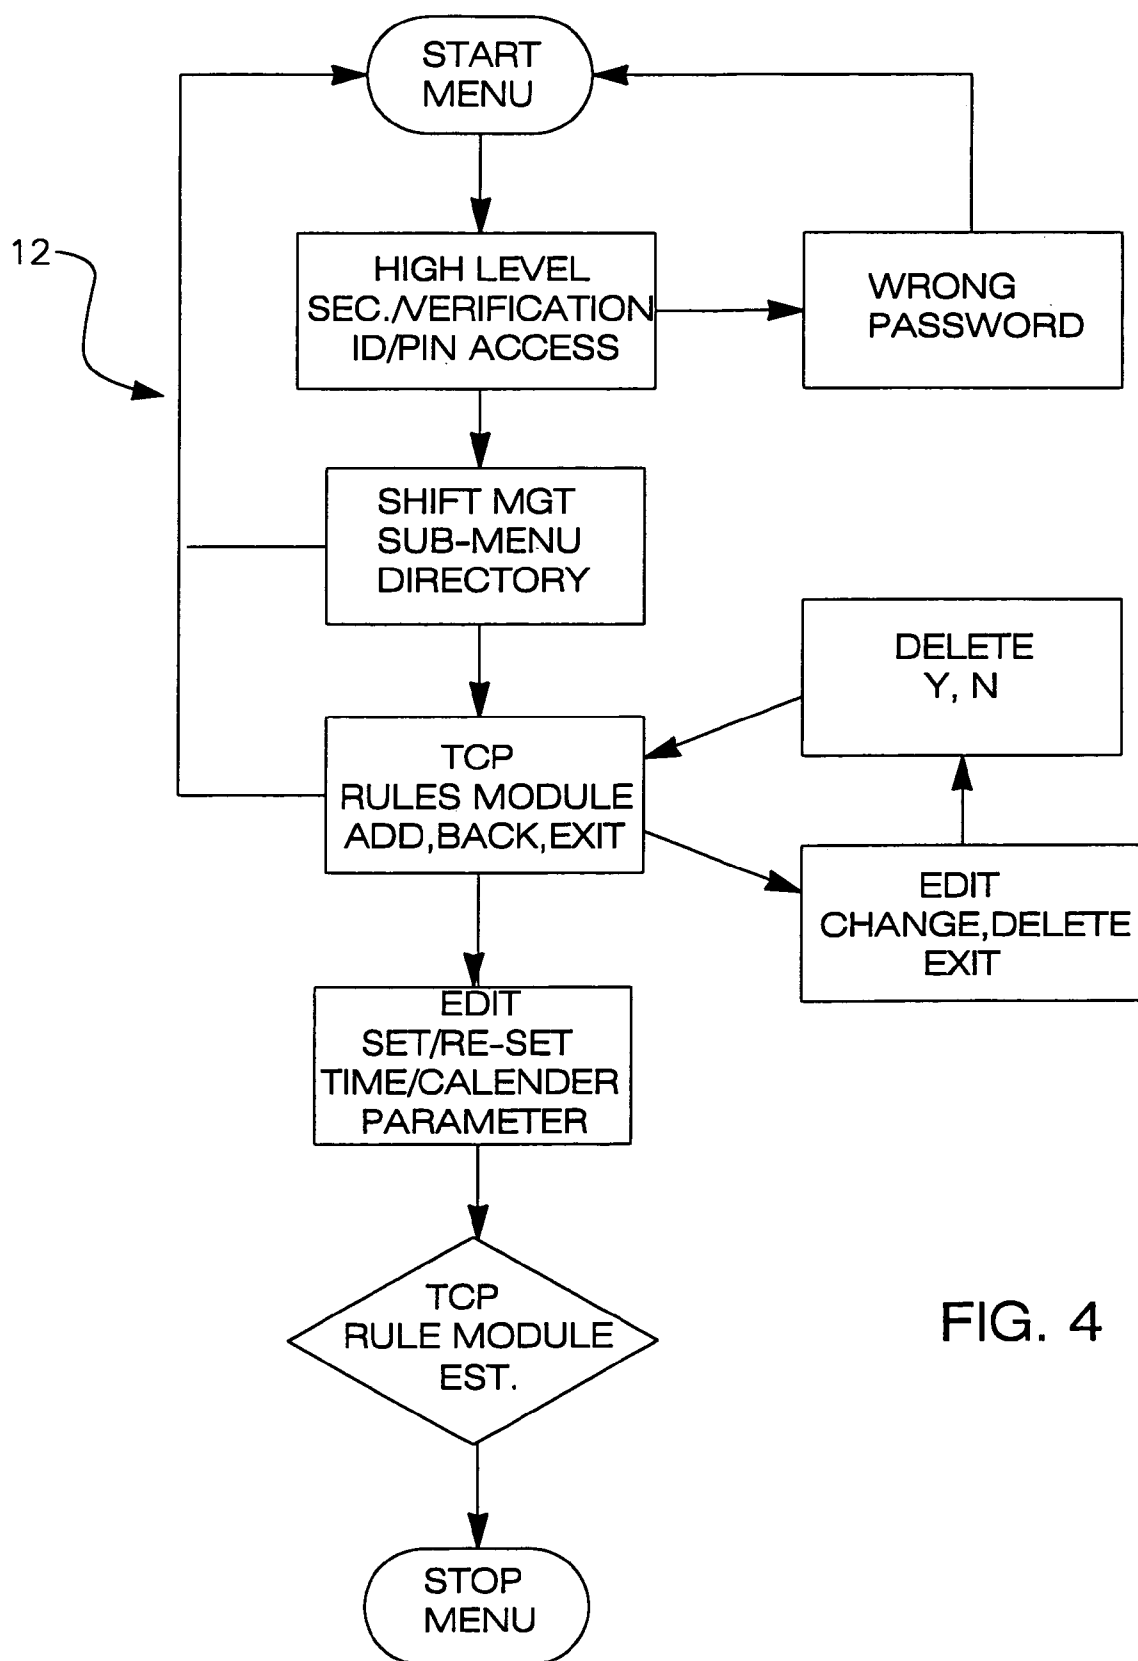 START
MENU
12
HIGH LEVEL
SEC./VERIFICATION
ID/PIN ACCESS
WRONG
PASSWORD
SHIFT MGT
SUB-MENU
DIRECTORY
DELETE
Y, N
TCP
RULES MODULE
ADD,BACK,EXIT
EDIT
CHANGE,DELETE
EXIT
EDIT
SET/RE-SET
TIME/CALENDER
PARAMETER
TCP
RULE MODULE
EST.
FIG. 4
STOP
MENU